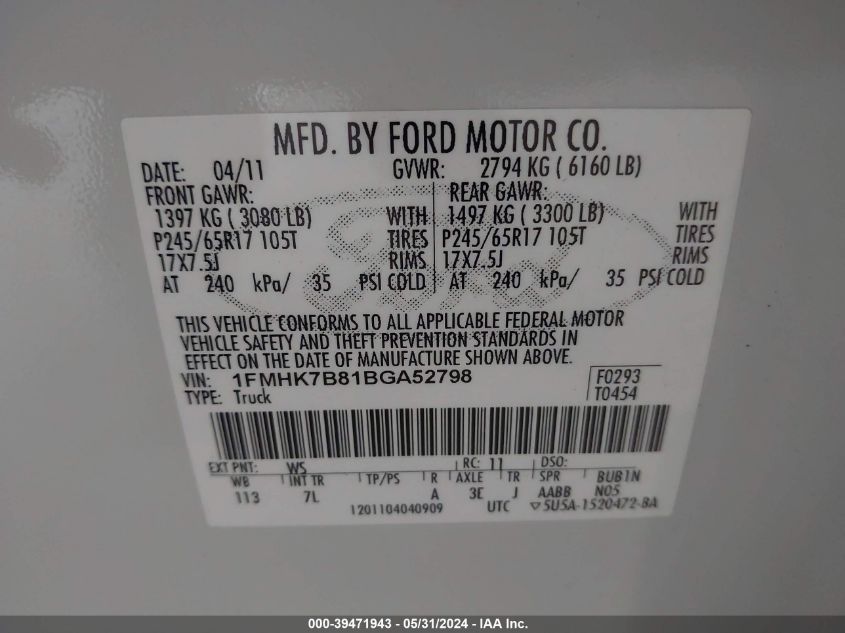 MFD. BY FORD MOTOR CO.
DATE: 04/11 GVWR: 2794 KG ( 6160 LB)
FRONT GAWR: REAR GAWR:
1397 KG ( 3080 LB) WITH 1497 KG ( 3300 LB) WITH
P245/65R17 105T TIRES P245/65R17 105T TIRES
17X7.5J RIMS 17X7.5J RIMS
AT 240 kPa/ 35 PSI COLD AT 240 kPa/ 35 PSI COLD
THIS VEHICLE CONFORMS TO ALL APPLICABLE FEDERAL MOTOR
VEHICLE SAFETY AND THEFT PREVENTION STANDARDS IN
EFFECT ON THE DATE OF MANUFACTURE SHOWN ABOVE.
VIN: 1FMHK7B81BGA52798 F0293
TYPE: Truck T0454
EXT PNT: WS RC: 11 DSO:
WB INT TR TP/PS R AXLE TR SPR BUBIN
113 7L A 3E J AABB N05
1201104040909 UTC ▽5U5A-1520472-BA
000-39471943 - 05/31/2024 - IAA Inc.